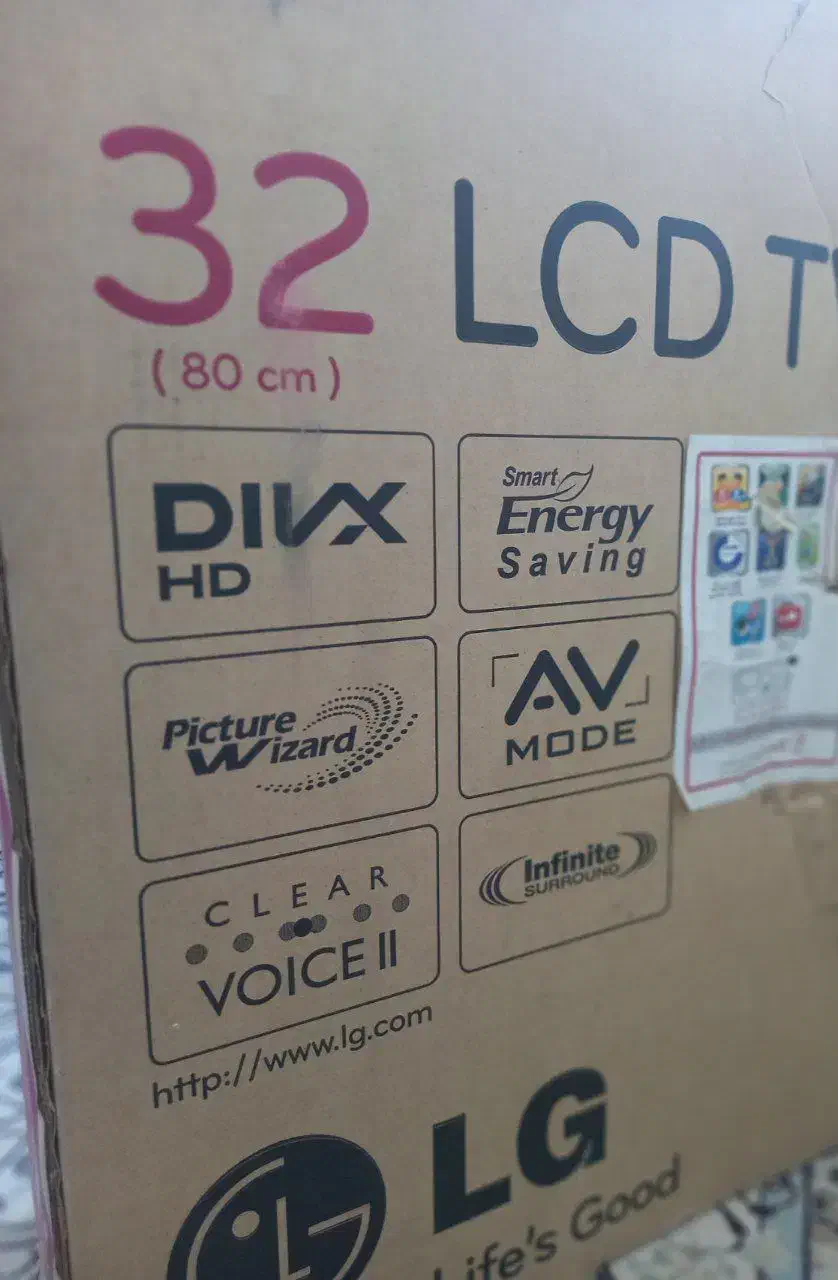 32 LCD TV
(80 cm)
DIVX
HD
Smart
Energy
Saving
Picture
Wizard
AV
MODE
CLEAR
VOICE II
Infinite
SURROUND
http://www.lg.com
LG
Life's Good